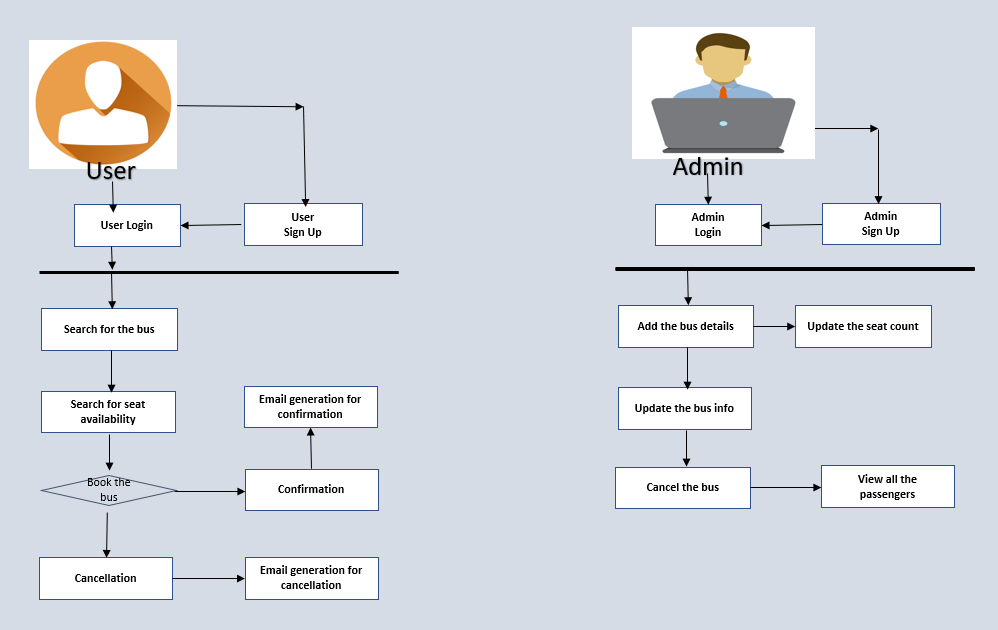 User
User Login
User
Sign Up
Search for the bus
Search for seat
availability
Email generation for
confirmation
Book the
bus
Confirmation
Cancellation
Email generation for
cancellation
Admin
Admin
Login
Admin
Sign Up
Add the bus details
Update the seat count
Update the bus info
Cancel the bus
View all the
passengers